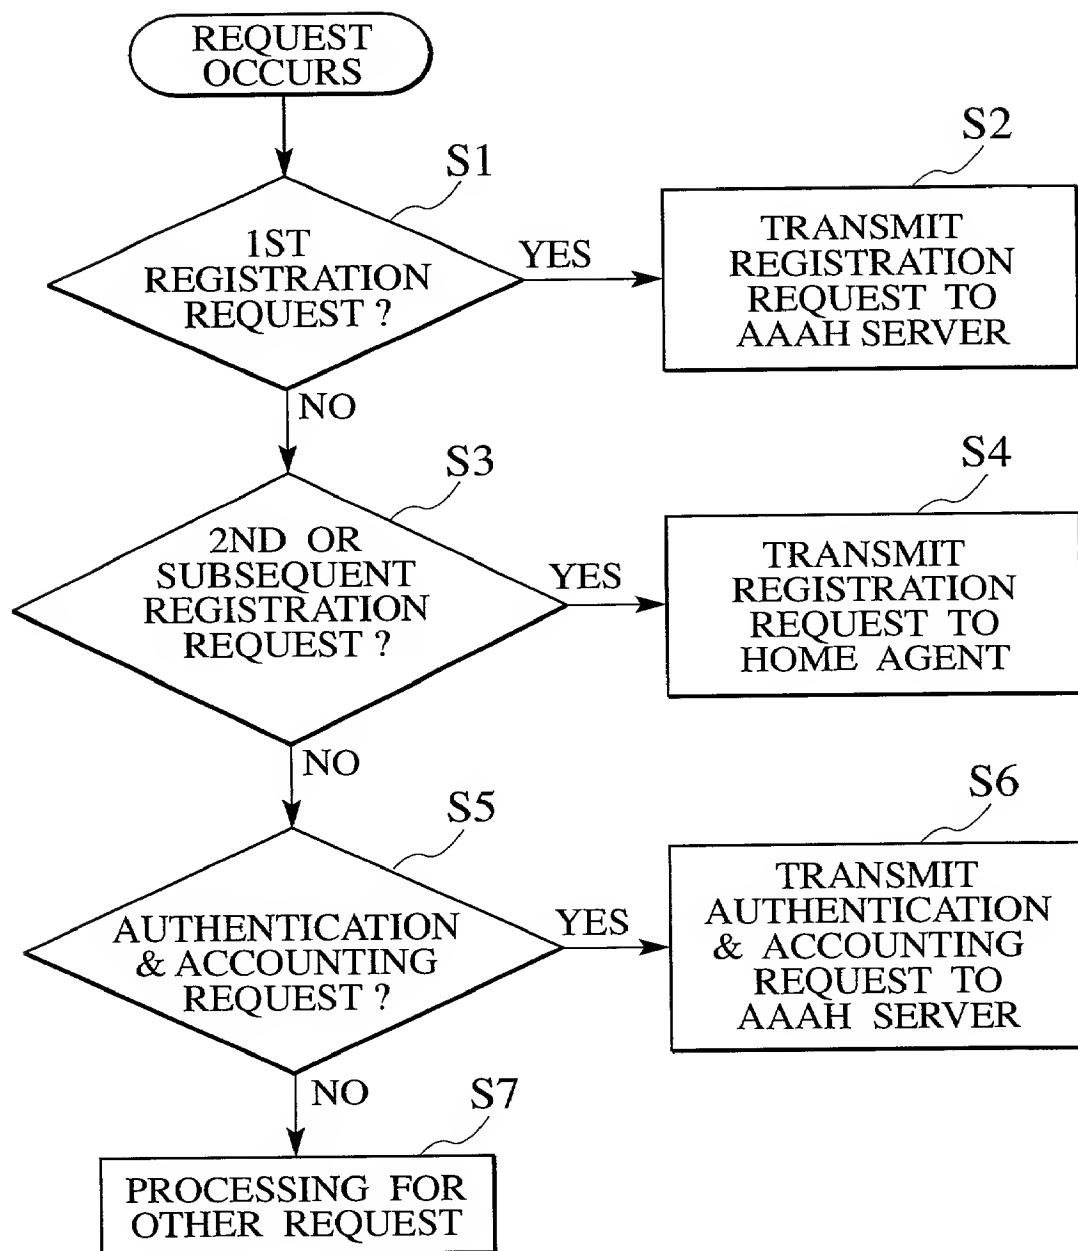 REQUEST
OCCURS
S1
1ST
REGISTRATION
REQUEST ?
YES
S2
TRANSMIT
REGISTRATION
REQUEST TO
AAAH SERVER
NO
S3
2ND OR
SUBSEQUENT
REGISTRATION
REQUEST ?
YES
S4
TRANSMIT
REGISTRATION
REQUEST TO
HOME AGENT
NO
S5
AUTHENTICATION
& ACCOUNTING
REQUEST ?
YES
S6
TRANSMIT
AUTHENTICATION
& ACCOUNTING
REQUEST TO
AAAH SERVER
NO
S7
PROCESSING FOR
OTHER REQUEST